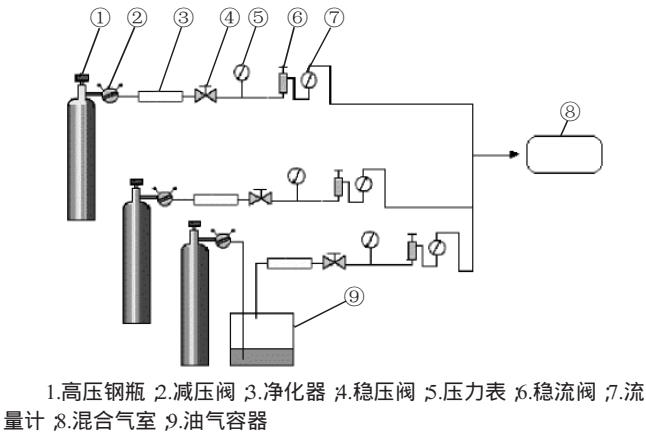 ① ② ③ ④ ⑤ ⑥ ⑦
⑧
⑨
1.高压钢瓶;2.减压阀;3.净化器;4.稳压阀;5.压力表;6.稳流阀;7.流
量计;8.混合气室;9.油气容器